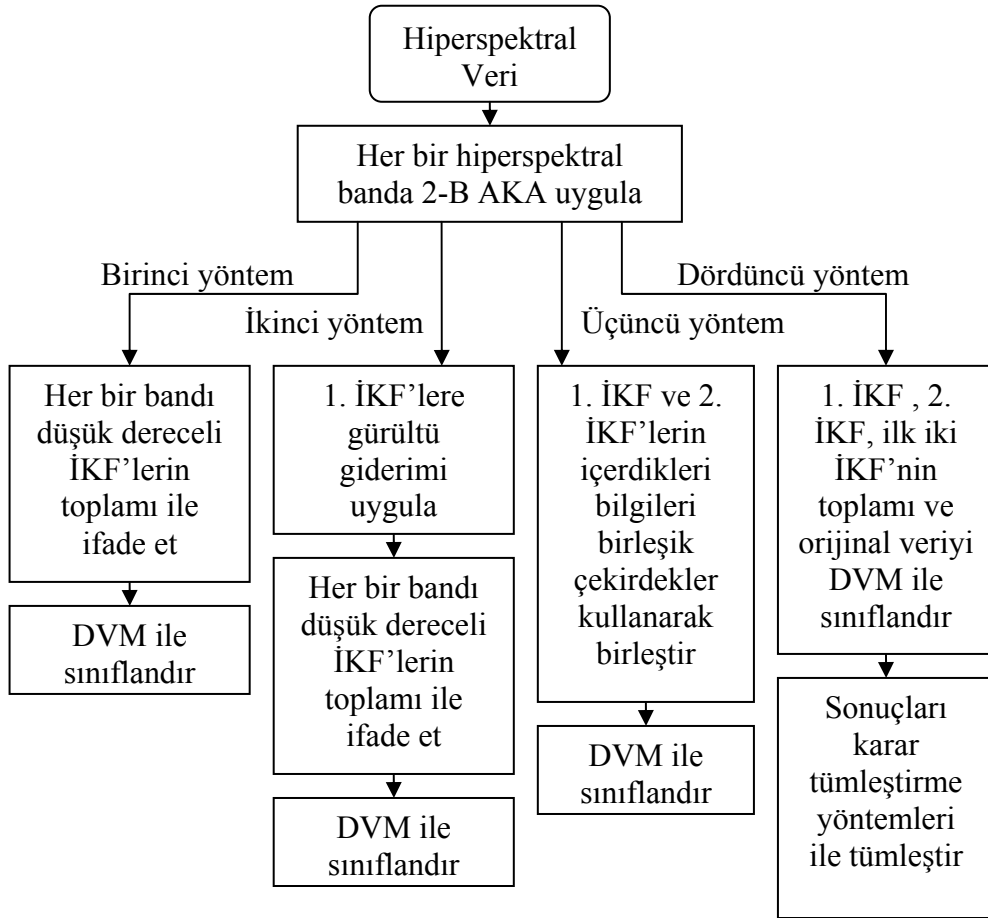 Hiperspektral
Veri
Her bir hiperspektral
banda 2-B AKA uygula
Birinci yöntem
İkinci yöntem
Üçüncü yöntem
Dördüncü yöntem
Her bir bandı
düşük dereceli
İKF’lerin
toplamı ile
ifade et
DVM ile
sınıflandır
1. İKF’lere
gürültü
giderimi
uygula
Her bir bandı
düşük dereceli
İKF’lerin
toplamı ile
ifade et
DVM ile
sınıflandır
1. İKF ve 2.
İKF’lerin
içerdikleri
bilgileri
birleşik
çekirdekler
kullanarak
birleştir
DVM ile
sınıflandır
1. İKF , 2.
İKF, ilk iki
İKF’nin
toplamı ve
orijinal veriyi
DVM ile
sınıflandır
Sonuçları
karar
tümleştirme
yöntemleri
ile tümleştir